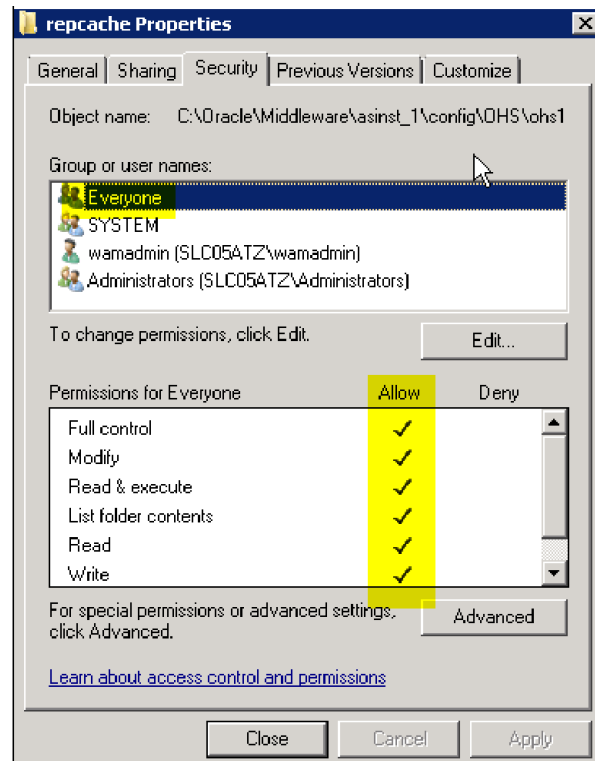 repcache Properties
General Sharing Security Previous Versions Customize
Object name: C:\Oracle\Middleware\asinst_1\config\OHS\ohs1
Group or user names:
Everyone
SYSTEM
wamadmin (SLC05ATZ\wamadmin)
Administrators (SLC05ATZ\Administrators)
To change permissions, click Edit. Edit...
Permissions for Everyone Allow Deny
Full control
Modify
Read & execute
List folder contents
Read
Write
For special permissions or advanced settings, Advanced
click Advanced.
Learn about access control and permissions
Close Cancel Apply